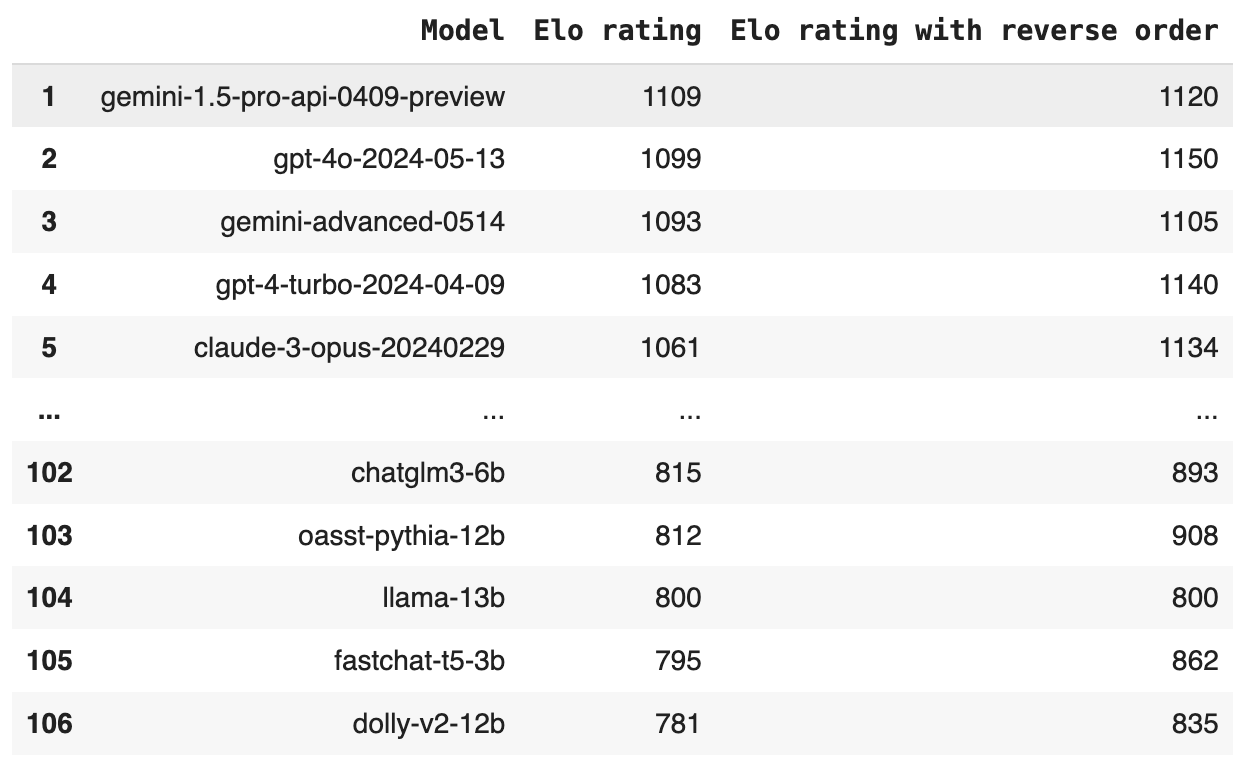 Model Elo rating Elo rating with reverse order
1 gemini-1.5-pro-api-0409-preview 1109 1120
2 gpt-4o-2024-05-13 1099 1150
3 gemini-advanced-0514 1093 1105
4 gpt-4-turbo-2024-04-09 1083 1140
5 claude-3-opus-20240229 1061 1134
... ... ... ...
102 chatglm3-6b 815 893
103 oasst-pythia-12b 812 908
104 llama-13b 800 800
105 fastchat-t5-3b 795 862
106 dolly-v2-12b 781 835